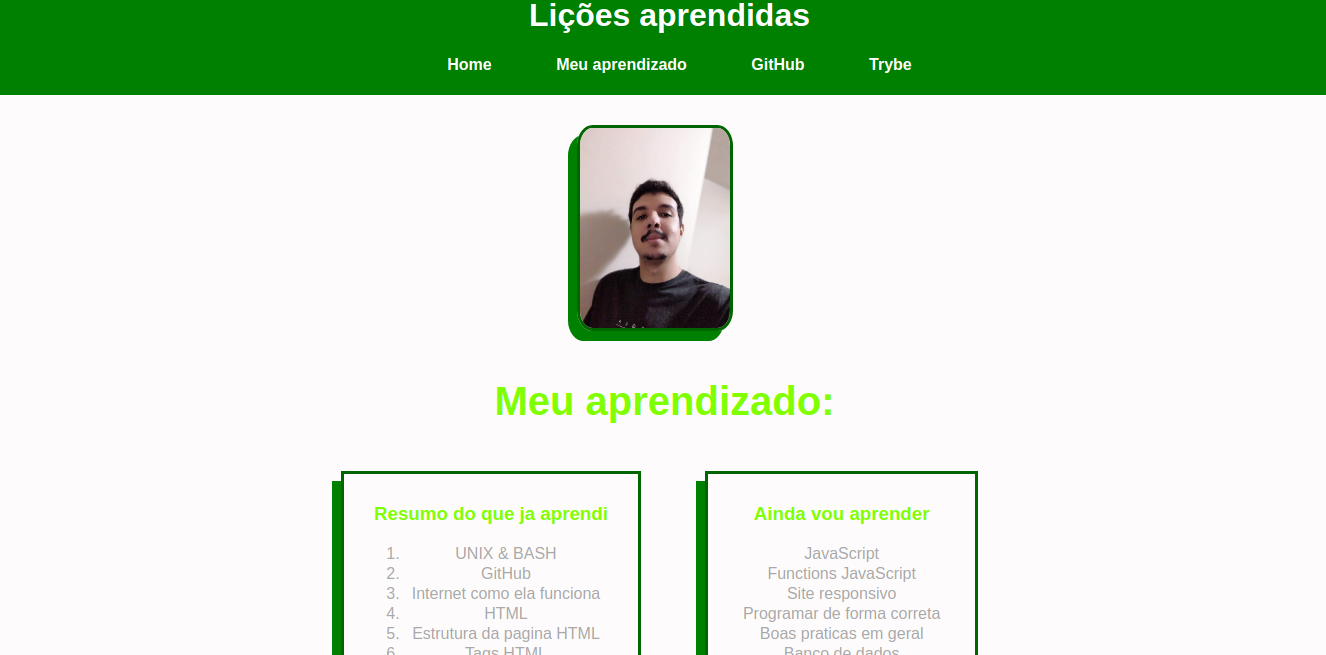 Lições aprendidas
Home Meu aprendizado GitHub Trybe
Meu aprendizado:
Resumo do que ja aprendi
1. UNIX & BASH
2. GitHub
3. Internet como ela funciona
4. HTML
5. Estrutura da pagina HTML
6. Tags HTML
Ainda vou aprender
JavaScript
Functions JavaScript
Site responsivo
Programar de forma correta
Boas praticas em geral
Banco de dados